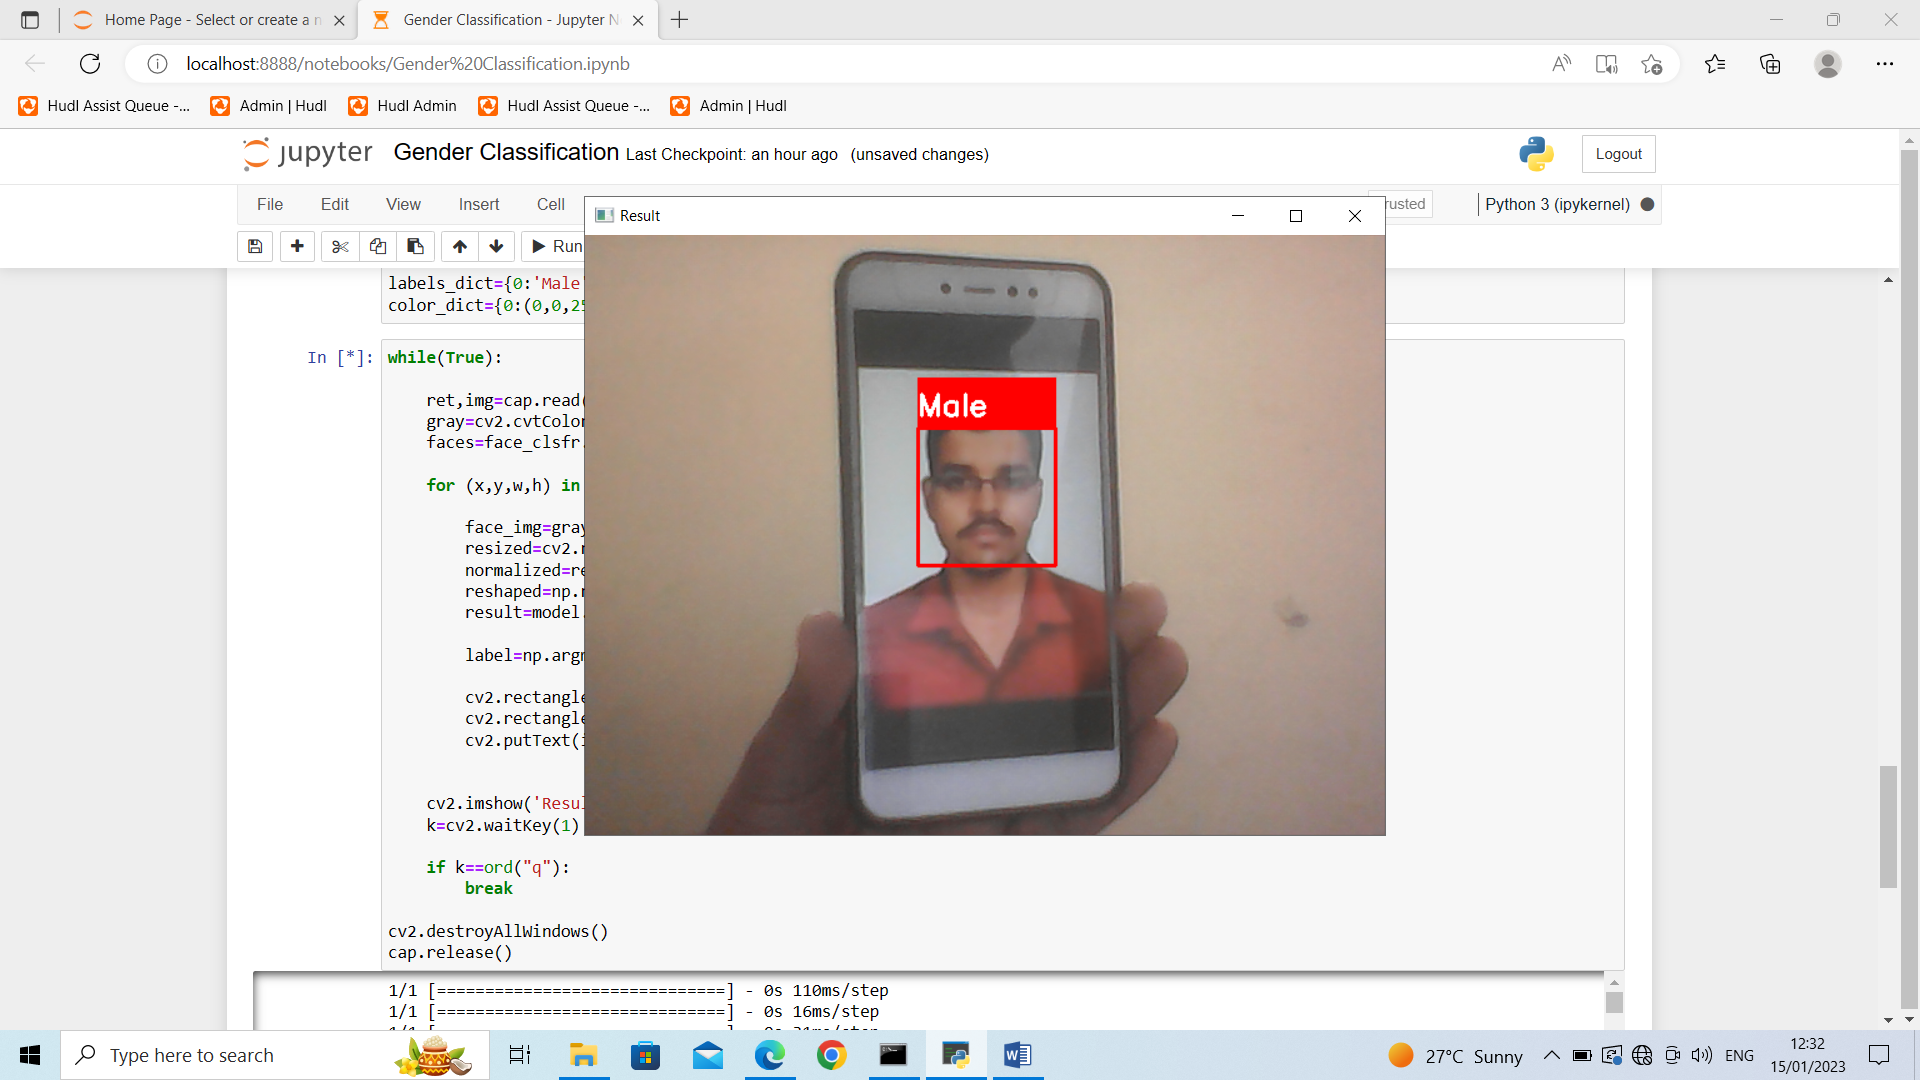 Home Page - Select or create a n
Gender Classification - Jupyter N
localhost:8888/notebooks/Gender%20Classification.ipynb
Hudl Assist Queue -...
Admin | Hudl
Hudl Admin
Hudl Assist Queue -...
Admin | Hudl
jupyter
Gender Classification Last Checkpoint: an hour ago (unsaved changes)
Logout
File Edit View Insert Cell
Python 3 (ipykernel)
Run
Result
Male
labels_dict={0:'Male'
color_dict={0:(0,0,25
In [*]:
while(True):
ret,img=cap.read(
gray=cv2.cvtColor
faces=face_clsfr.
for (x,y,w,h) in
face_img=gray
resized=cv2.r
normalized=re
reshaped=np.r
result=model.
label=np.argm
cv2.rectangle
cv2.rectangle
cv2.putText(i
cv2.imshow('Resul
k=cv2.waitKey(1)
if k==ord("q"):
break
cv2.destroyAllWindows()
cap.release()
1/1 [==============================] - 0s 110ms/step
1/1 [==============================] - 0s 16ms/step
Type here to search
27°C Sunny
ENG
12:32
15/01/2023